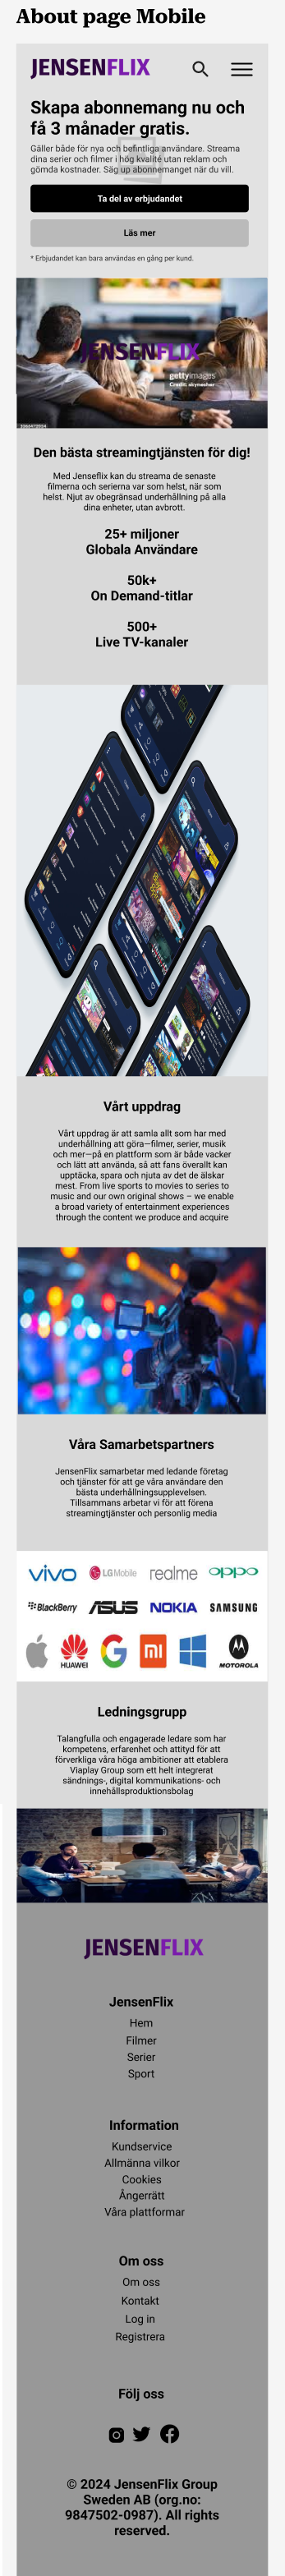 About page Mobile
JENSENFLIX
Skapa abonnemang nu och
få 3 månader gratis.
Gäller både för nya och befintliga användare. Streama
dina serier och filmer i hög kvalité utan reklam och
gömda kostnader. Säg upp abonnemanget när du vill.
Ta del av erbjudandet
Läs mer
* Erbjudandet kan bara användas en gång per kund.
JENSENFLIX
gettyimages
Credit: skynesher
Den bästa streamingtjänsten för dig!
Med Jenseflix kan du streama de senaste
filmerna och serierna var som helst, när som
helst. Njut av obegränsad underhållning på alla
dina enheter, utan avbrott.
25+ miljoner
Globala Användare
50k+
On Demand-titlar
500+
Live TV-kanaler
Vårt uppdrag
Vårt uppdrag är att samla allt som har med
underhållning att göra—filmer, serier, musik
och mer—på en plattform som är både vacker
och lätt att använda, så att fans överallt kan
upptäcka, spara och njuta av det de älskar
mest. From live sports to movies to series to
music and our own original shows – we enable
a broad variety of entertainment experiences
through the content we produce and acquire
Våra Samarbetspartners
JensenFlix samarbetar med ledande företag
och tjänster för att ge våra användare den
bästa underhållningsupplevelsen.
Tillsammans arbetar vi för att förena
streamingtjänster och personlig media
vivo LG Mobile realme oppo
BlackBerry ASUS NOKIA SAMSUNG
HUAWEI G mi MOTOROLA
Ledningsgrupp
Talangfulla och engagerade ledare som har
kompetens, erfarenhet och attityd för att
förverkliga våra höga ambitioner att etablera
Viaplay Group som ett helt integrerat
sändnings-, digital kommunikations- och
innehållsproduktionsbolag
JENSENFLIX
JensenFlix
Hem
Filmer
Serier
Sport
Information
Kundservice
Allmänna vilkor
Cookies
Ångerrätt
Våra plattformar
Om oss
Om oss
Kontakt
Log in
Registrera
Följ oss
© 2024 JensenFlix Group
Sweden AB (org.no:
9847502-0987). All rights
reserved.